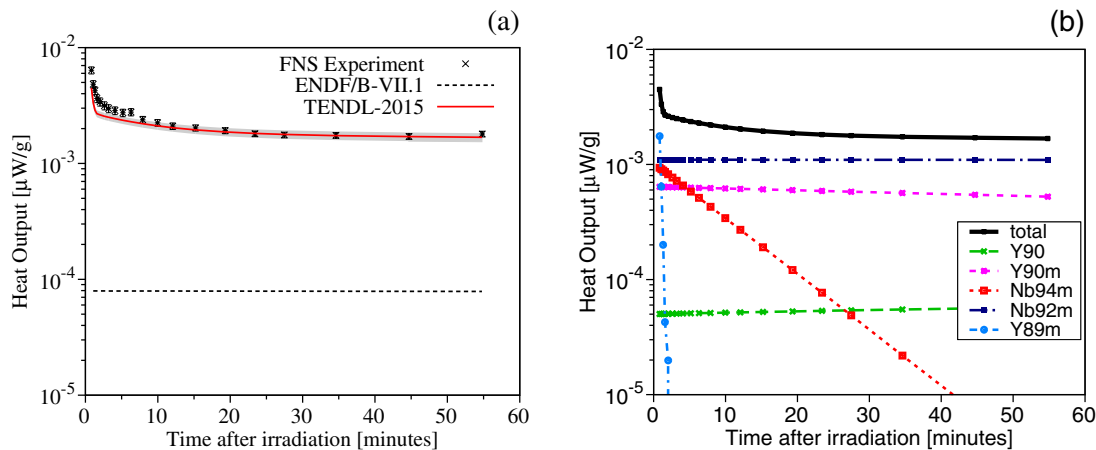 (a)
10⁻²
10⁻³
10⁻⁴
10⁻⁵
Heat Output [µW/g]
FNS Experiment
ENDF/B-VII.1
TENDL-2015
0 10 20 30 40 50 60
Time after irradiation [minutes]
(b)
10⁻²
10⁻³
10⁻⁴
10⁻⁵
Heat Output [µW/g]
total
Y90
Y90m
Nb94m
Nb92m
Y89m
0 10 20 30 40 50 60
Time after irradiation [minutes]